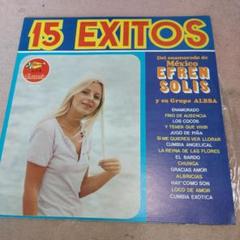 15 EXITOS
Del enamorado de
México
EFREN
SOLIS
y su Grupo ALBBA
ENAMORADO
FINO DE AUSENCIA
LOS COCOS
Y TENER QUE VIVIR
JUGO DE PIÑA
SI ME QUIERES VER LLORAR
CUMBIA ANGELICAL
LA REINA DE LAS FLORES
EL BARDO
CHUNGA
GRACIAS AMOR
ALBRICIAS
HAY COMO SON
LOCO DE AMOR
CUMBIA EXOTICA